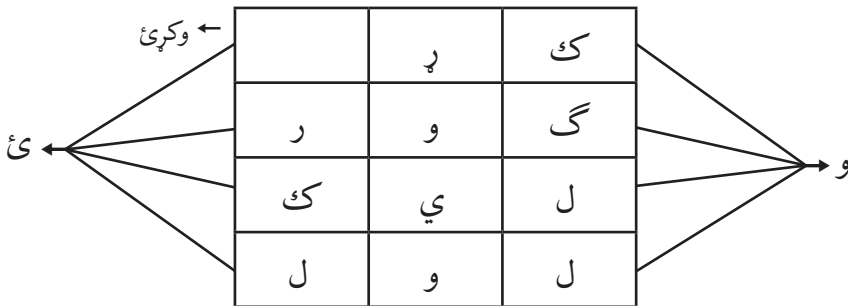 وکړئ ←
ړ ك
ر و ګ
ئ و
ك ي ل
ل و ل